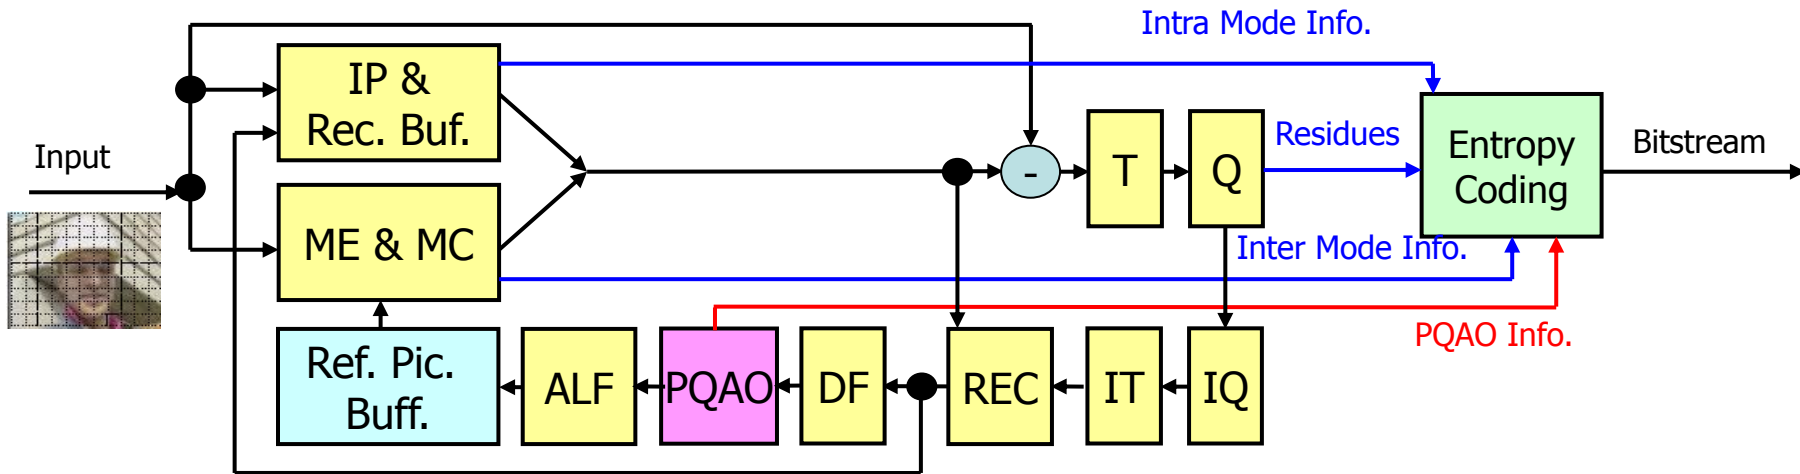 Intra Mode Info.
IP &
Rec. Buf.
Input
ME & MC
-
T
Q
Residues
Entropy
Coding
Bitstream
Inter Mode Info.
PQAO Info.
Ref. Pic.
Buff.
ALF
PQAO
DF
REC
IT
IQ